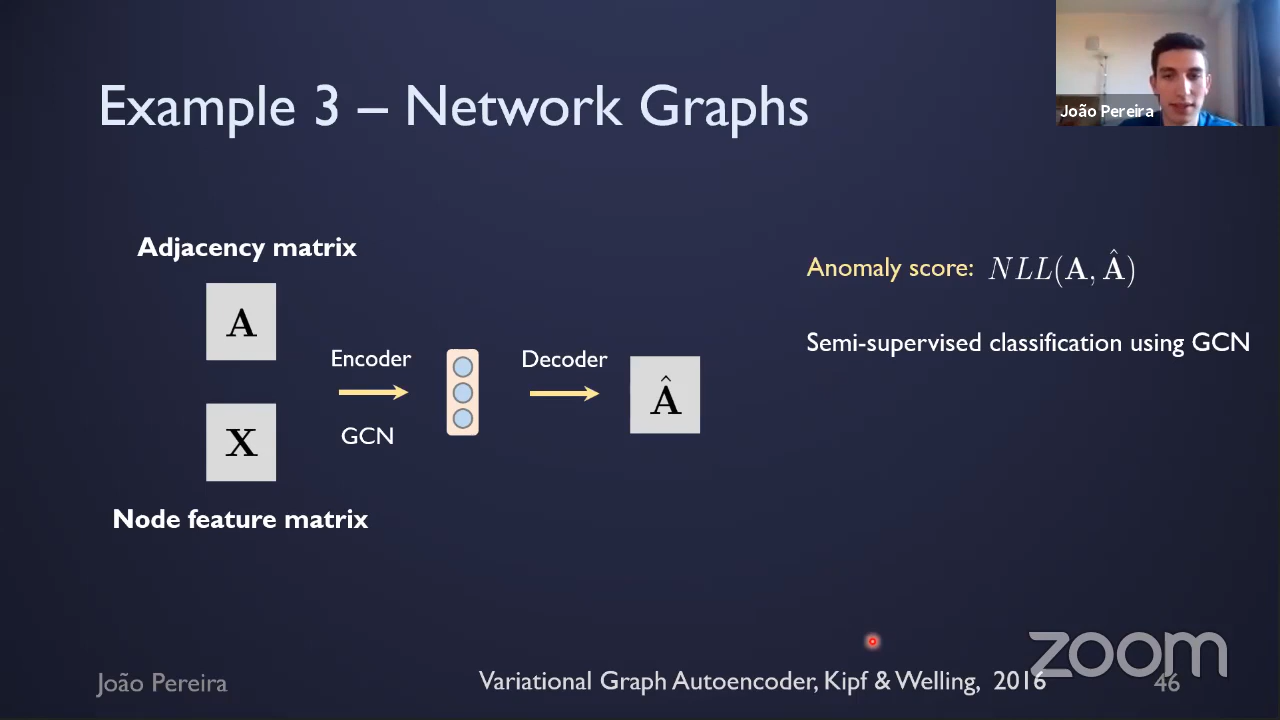 Example 3 – Network Graphs
João Pereira
Adjacency matrix
A
Encoder
GCN
X
Node feature matrix
Decoder
Â
Anomaly score: NLL(A, Â)
Semi-supervised classification using GCN
João Pereira
Variational Graph Autoencoder, Kipf & Welling, 2016
zoom
46